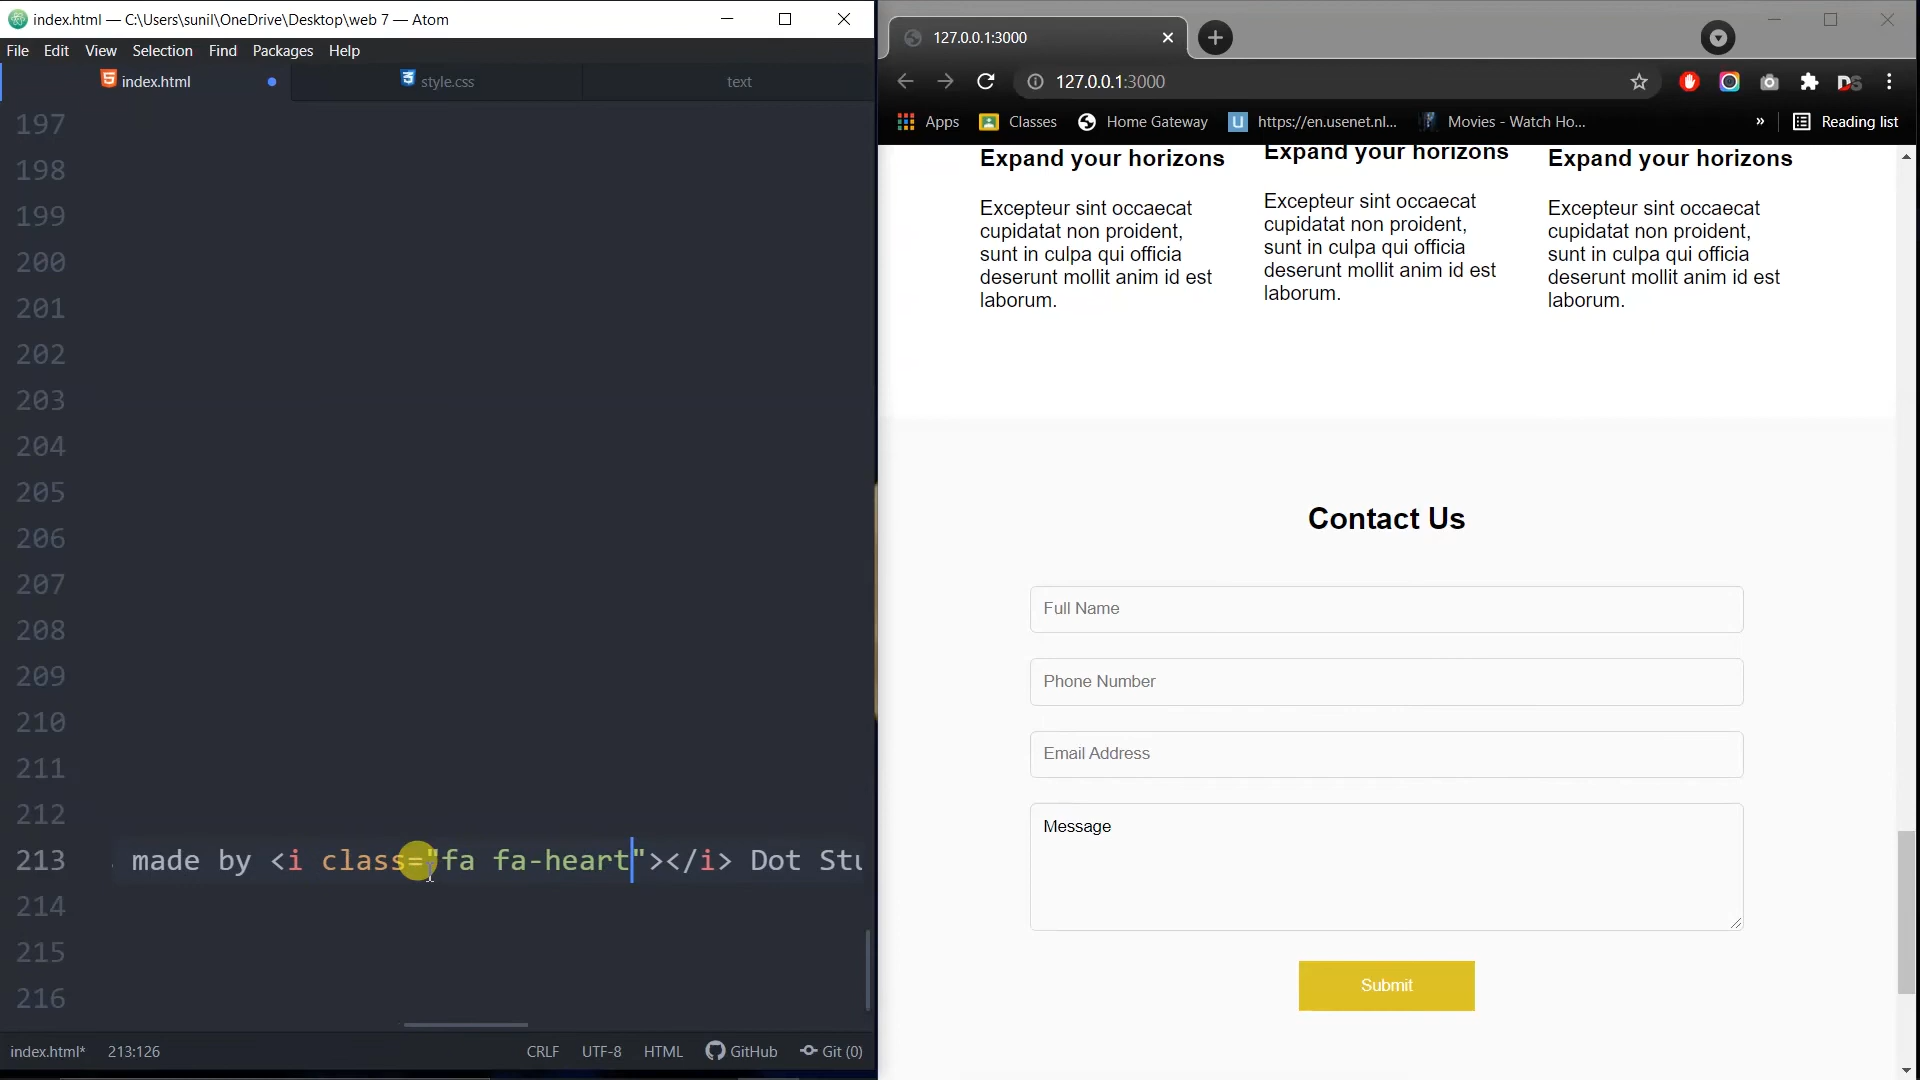 index.html — C:\Users\sunil\OneDrive\Desktop\web 7 — Atom
File Edit View Selection Find Packages Help
index.html
style.css
text
197
198
199
200
201
202
203
204
205
206
207
208
209
210
211
212
213 made by <i class="fa fa-heart"></i> Dot Stu
214
215
216
index.html* 213:126 CRLF UTF-8 HTML GitHub Git (0)
127.0.0.1:3000
127.0.0.1:3000
Apps Classes Home Gateway https://en.usenet.nl... Movies - Watch Ho... » Reading list
Expand your horizons
Excepteur sint occaecat
cupidatat non proident,
sunt in culpa qui officia
deserunt mollit anim id est
laborum.
Expand your horizons
Excepteur sint occaecat
cupidatat non proident,
sunt in culpa qui officia
deserunt mollit anim id est
laborum.
Expand your horizons
Excepteur sint occaecat
cupidatat non proident,
sunt in culpa qui officia
deserunt mollit anim id est
laborum.
Contact Us
Full Name
Phone Number
Email Address
Message
Submit